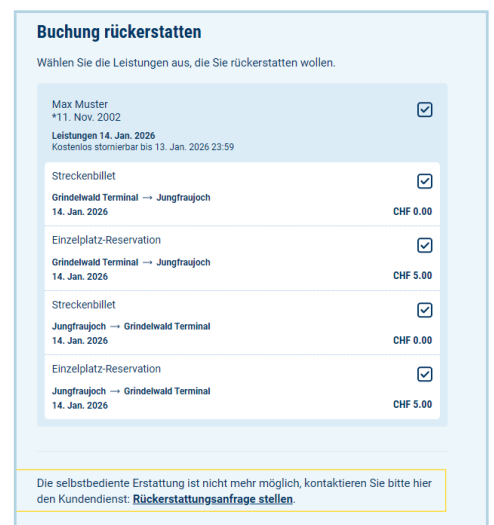 Buchung rückerstatten
Wählen Sie die Leistungen aus, die Sie rückerstatten wollen.
Max Muster
*11. Nov. 2002
Leistungen 14. Jan. 2026
Kostenlos stornierbar bis 13. Jan. 2026 23:59
Streckenbillet
Grindelwald Terminal → Jungfraujoch
14. Jan. 2026 CHF 0.00
Einzelplatz-Reservation
Grindelwald Terminal → Jungfraujoch
14. Jan. 2026 CHF 5.00
Streckenbillet
Jungfraujoch → Grindelwald Terminal
14. Jan. 2026 CHF 0.00
Einzelplatz-Reservation
Jungfraujoch → Grindelwald Terminal
14. Jan. 2026 CHF 5.00
Die selbstbediente Erstattung ist nicht mehr möglich, kontaktieren Sie bitte hier
den Kundendienst: Rückerstattungsanfrage stellen.